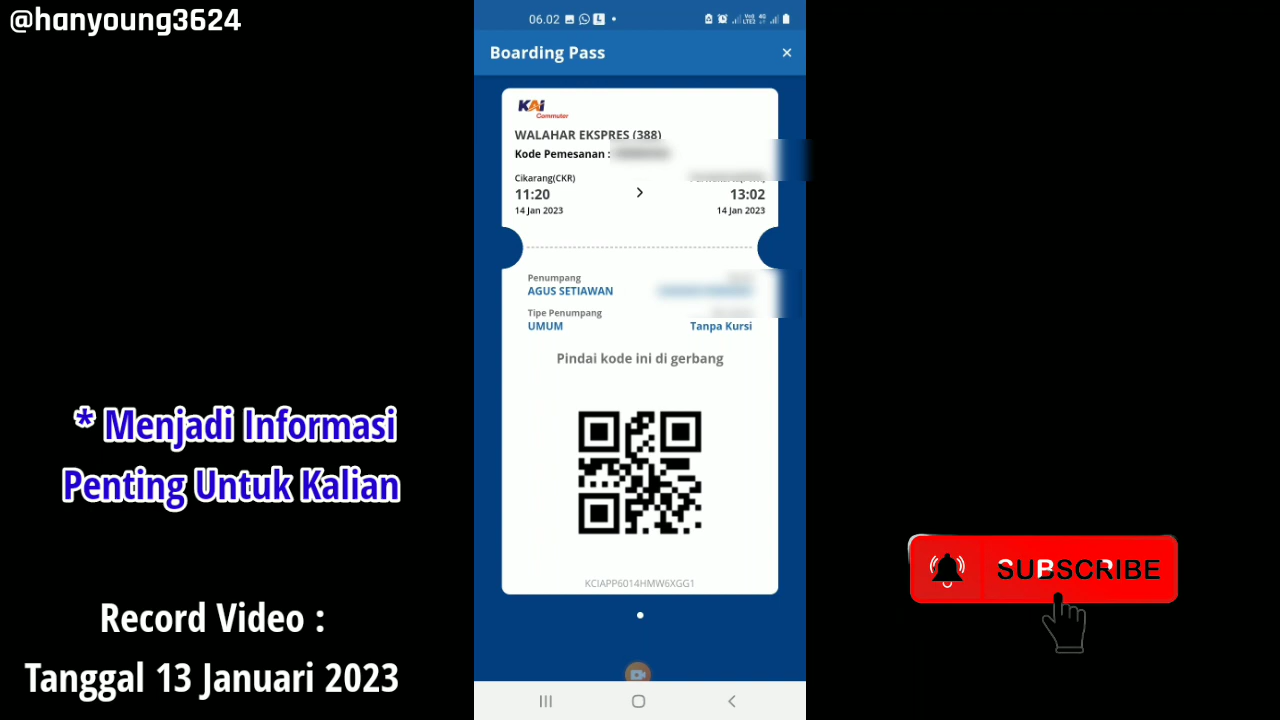 @hanyoung3624
06.02
Boarding Pass
KAI
Commuter
WALAHAR EKSPRES (388)
Kode Pemesanan :
Cikarang(CKR)
11:20
13:02
14 Jan 2023
14 Jan 2023
Penumpang
AGUS SETIAWAN
Tipe Penumpang
UMUM
Tanpa Kursi
Pindai kode ini di gerbang
KCIAPP6014HMW6XGG1
* Menjadi Informasi
Penting Untuk Kalian
Record Video :
Tanggal 13 Januari 2023
SUBSCRIBE